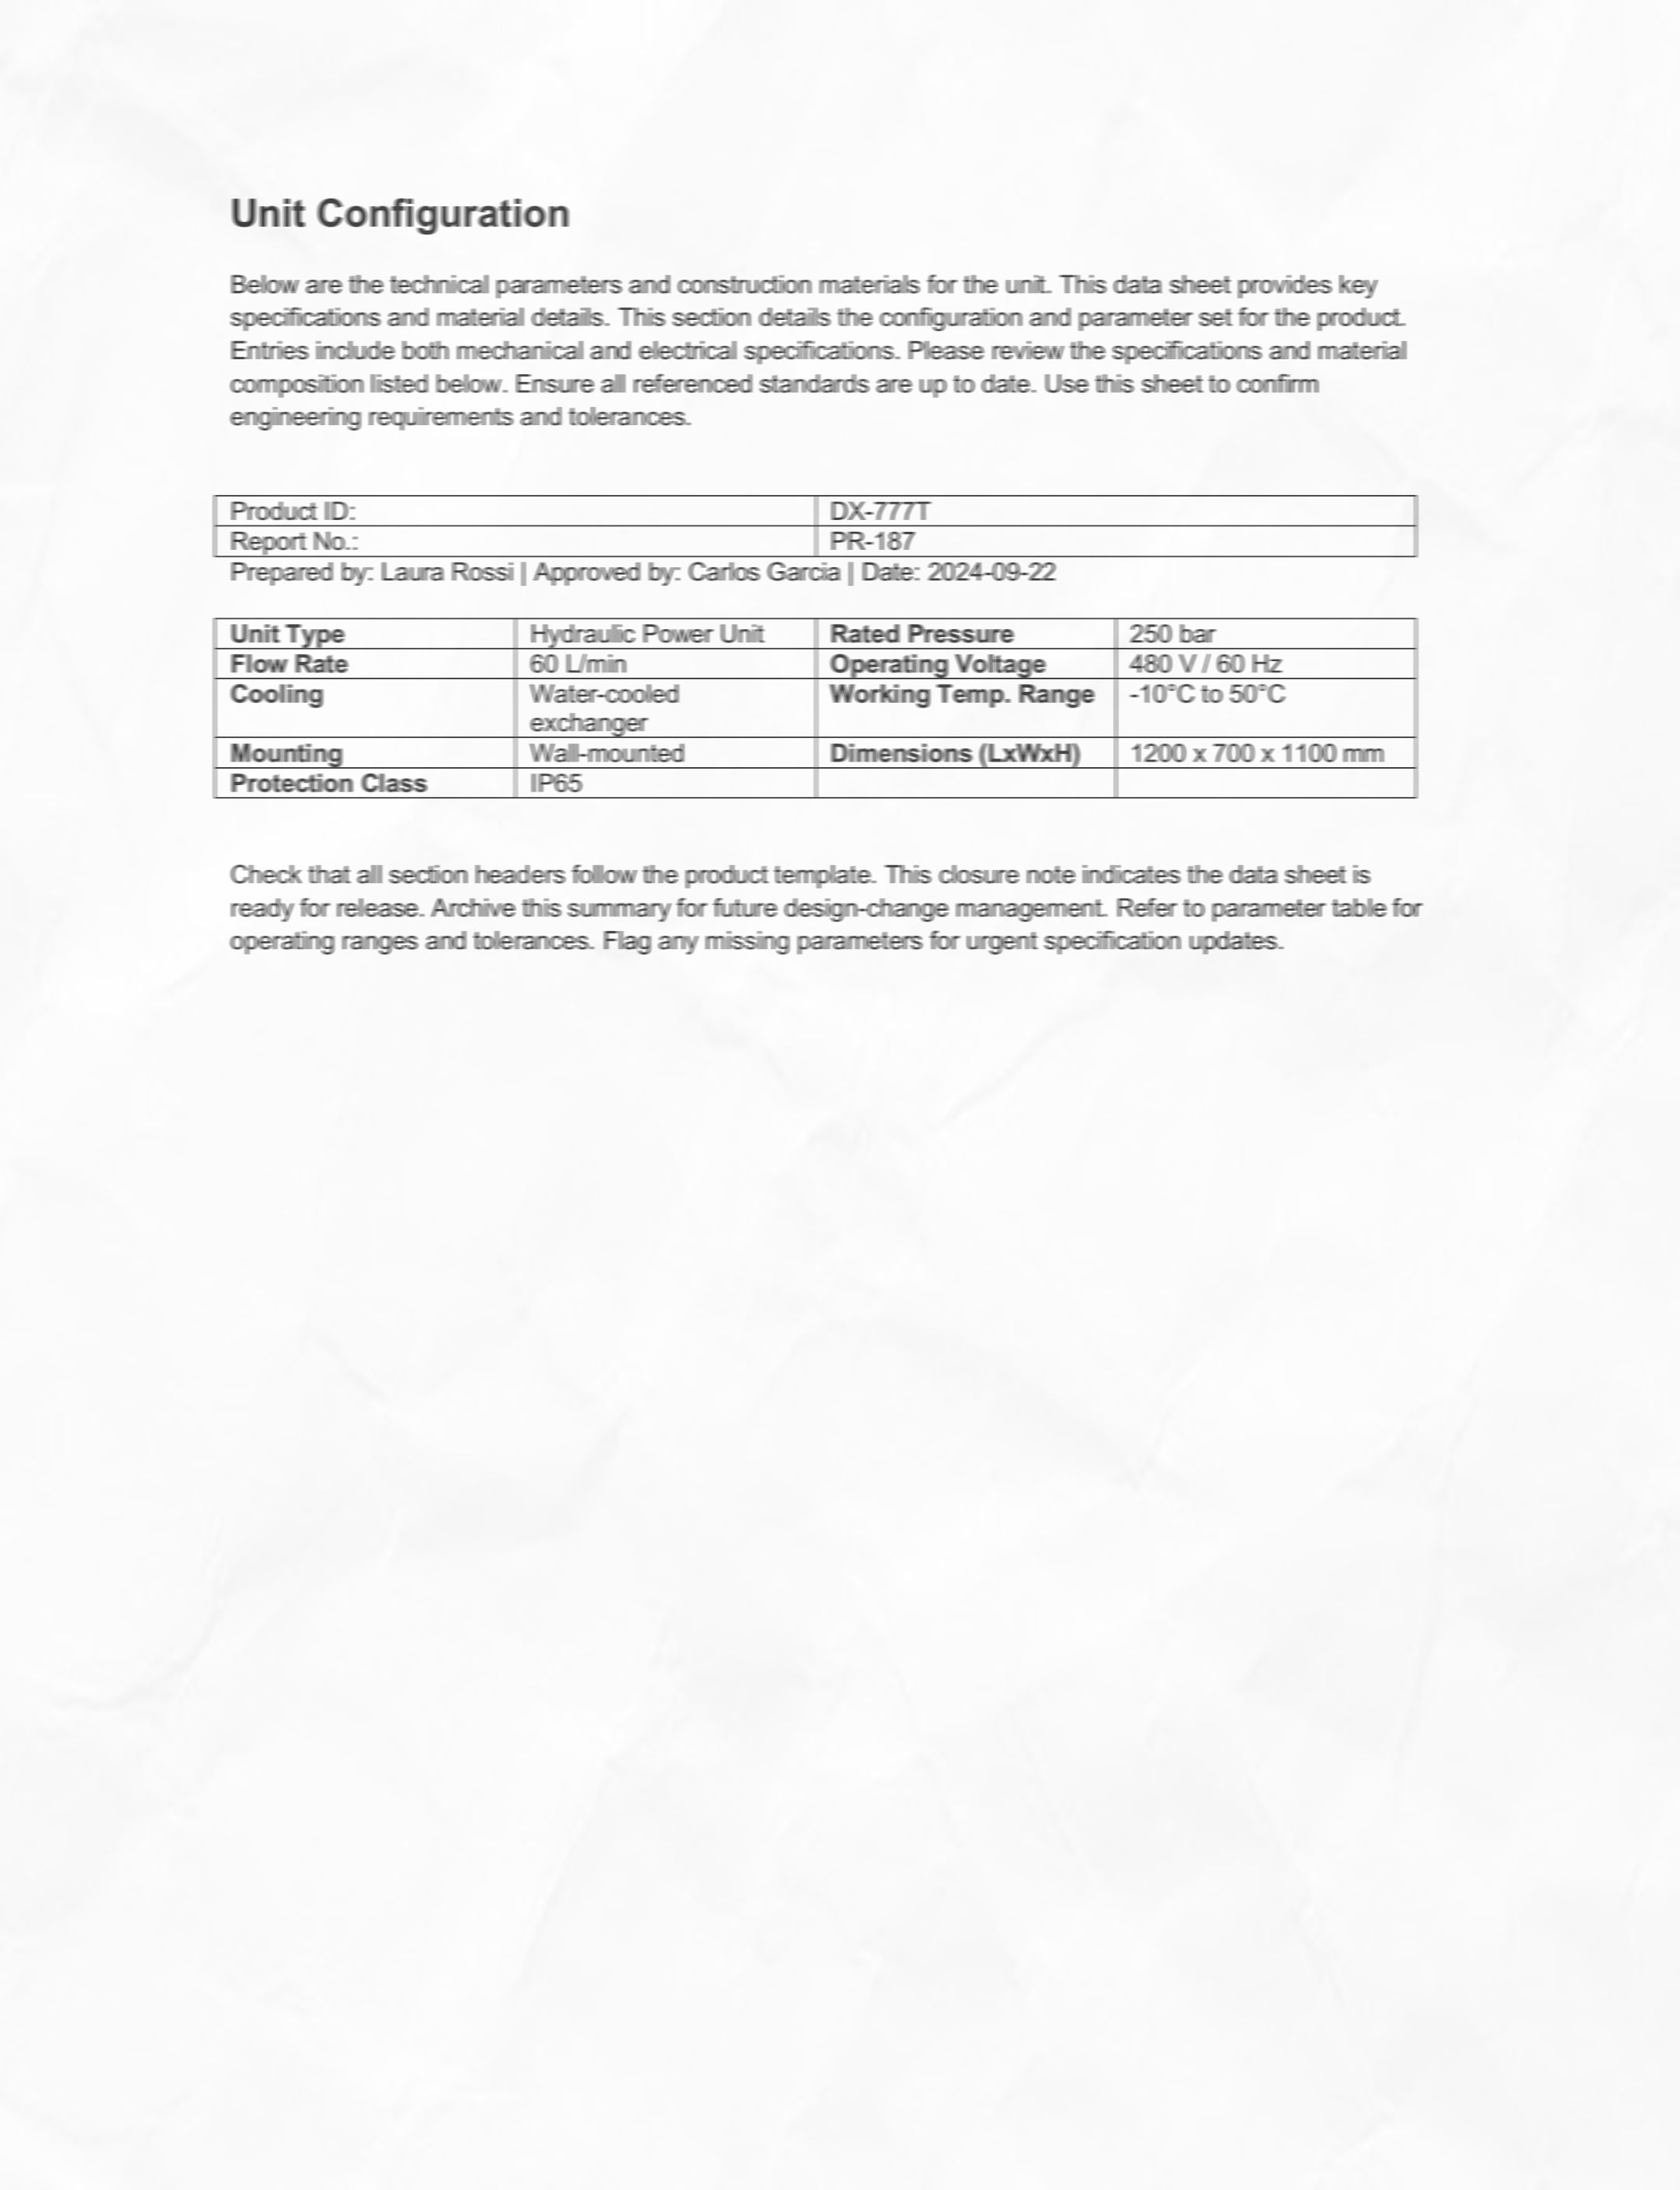 Unit Configuration
Below are the technical parameters and construction materials for the unit. This data sheet provides key
specifications and material details. This section details the configuration and parameter set for the product.
Entries include both mechanical and electrical specifications. Please review the specifications and material
composition listed below. Ensure all referenced standards are up to date. Use this sheet to confirm
engineering requirements and tolerances.
Product ID: DX-777T
Report No.: PR-187
Prepared by: Laura Rossi | Approved by: Carlos Garcia | Date: 2024-09-22
Unit Type Hydraulic Power Unit Rated Pressure 250 bar
Flow Rate 60 L/min Operating Voltage 480 V / 60 Hz
Cooling Water-cooled Working Temp. Range -10°C to 50°C
exchanger
Mounting Wall-mounted Dimensions (LxWxH) 1200 x 700 x 1100 mm
Protection Class IP65
Check that all section headers follow the product template. This closure note indicates the data sheet is
ready for release. Archive this summary for future design-change management. Refer to parameter table for
operating ranges and tolerances. Flag any missing parameters for urgent specification updates.